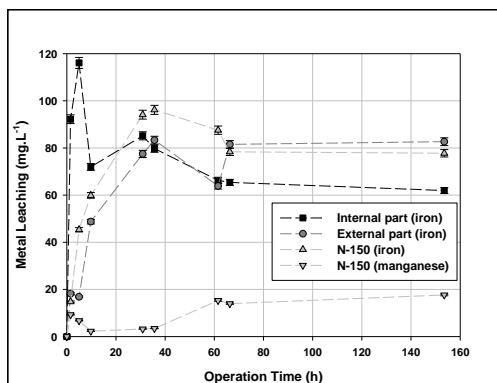 120
100
80
60
40
20
0
Metal Leaching (mg.L⁻¹)
Internal part (iron)
External part (iron)
N-150 (iron)
N-150 (manganese)
0 20 40 60 80 100 120 140 160
Operation Time (h)